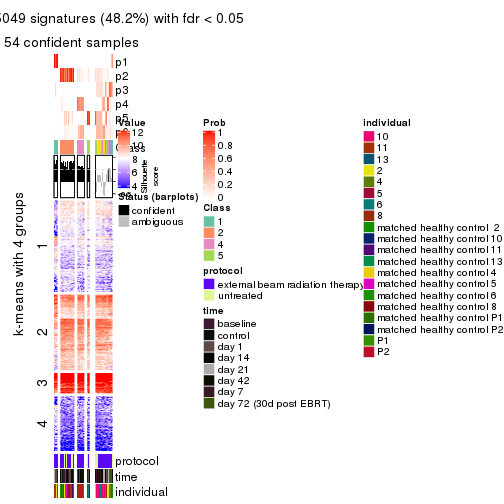 5049 signatures (48.2%) with fdr < 0.05
54 confident samples
p1
p2
p3
p4
p5
Value
12
10
8
6
4
Silhouette
score
Status (barplots)
confident
ambiguous
k-means with 4 groups
1
2
3
4
protocol
time
individual
Prob
1
0.8
0.6
0.4
0.2
0
Class
1
2
4
5
protocol
external beam radiation therapy
untreated
time
baseline
control
day 1
day 14
day 21
day 42
day 7
day 72 (30d post EBRT)
individual
10
11
13
2
4
5
6
8
matched healthy control 2
matched healthy control 10
matched healthy control 11
matched healthy control 13
matched healthy control 4
matched healthy control 5
matched healthy control 6
matched healthy control 8
matched healthy control P1
matched healthy control P2
P1
P2